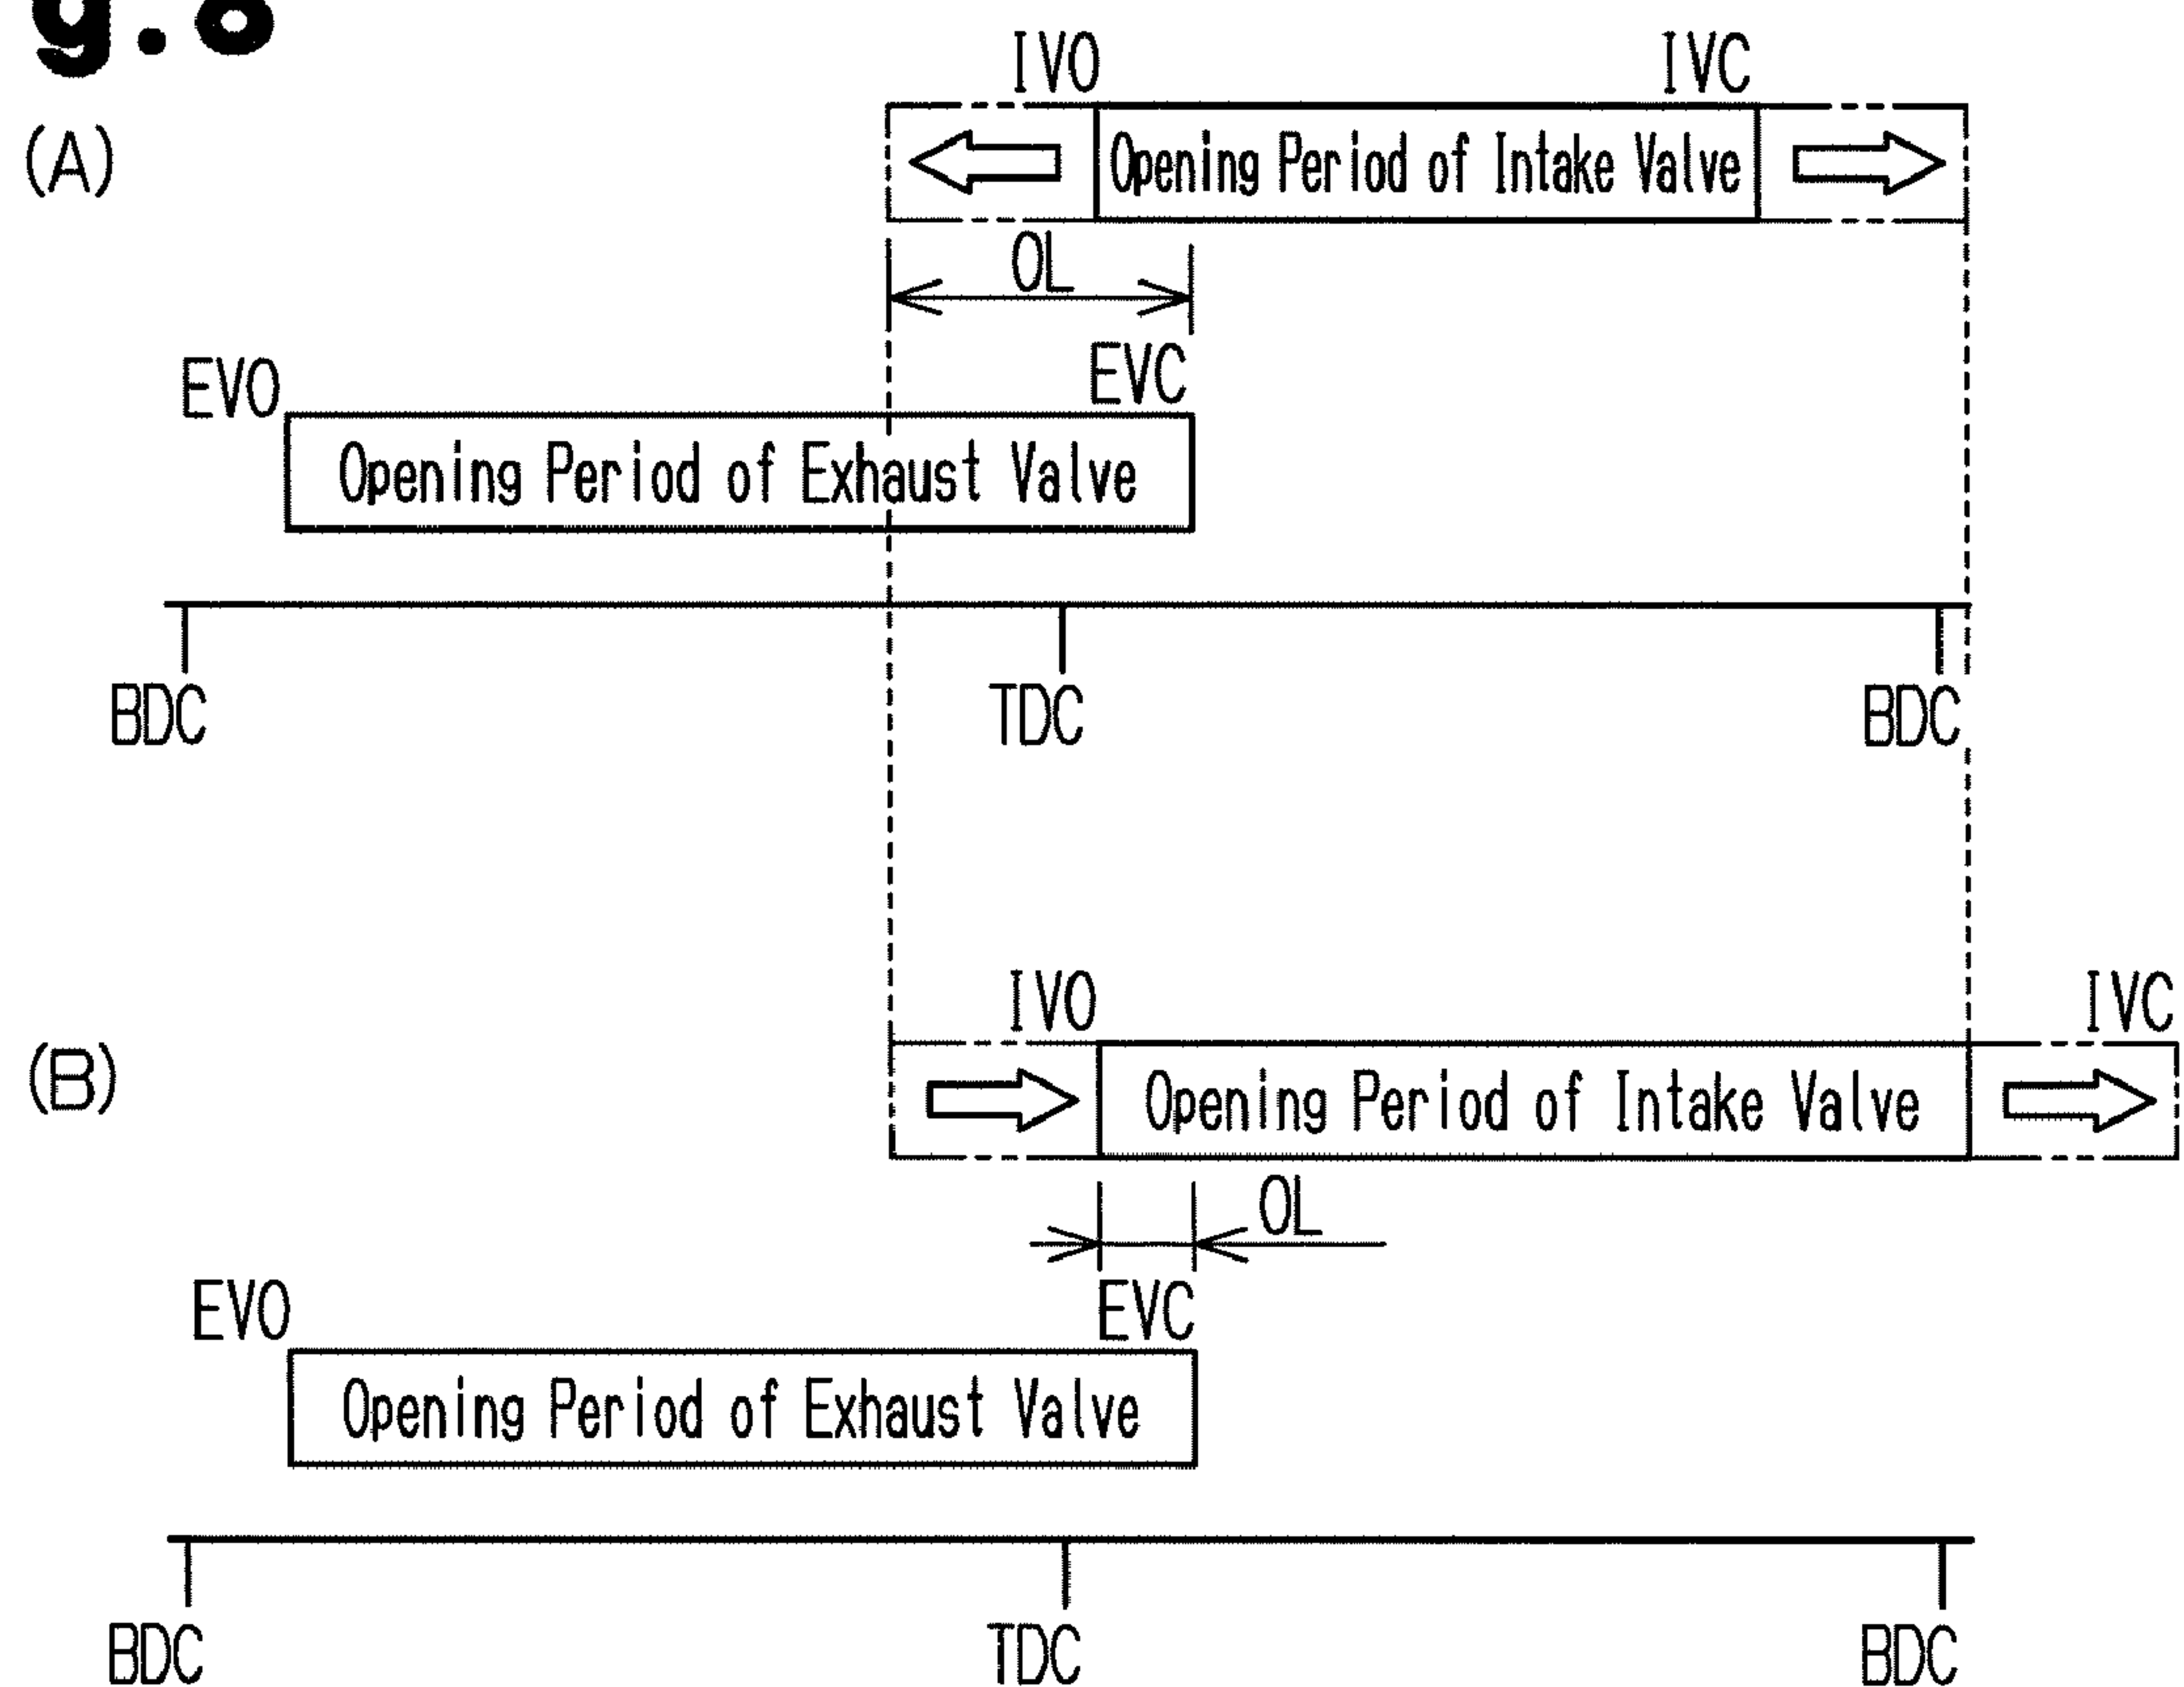 g.8
IVO IVC
(A) Opening Period of Intake Valve
OL
EVO EVC
Opening Period of Exhaust Valve
BDC TDC BDC
IVO IVC
(B) Opening Period of Intake Valve
OL
EVO EVC
Opening Period of Exhaust Valve
BDC TDC BDC